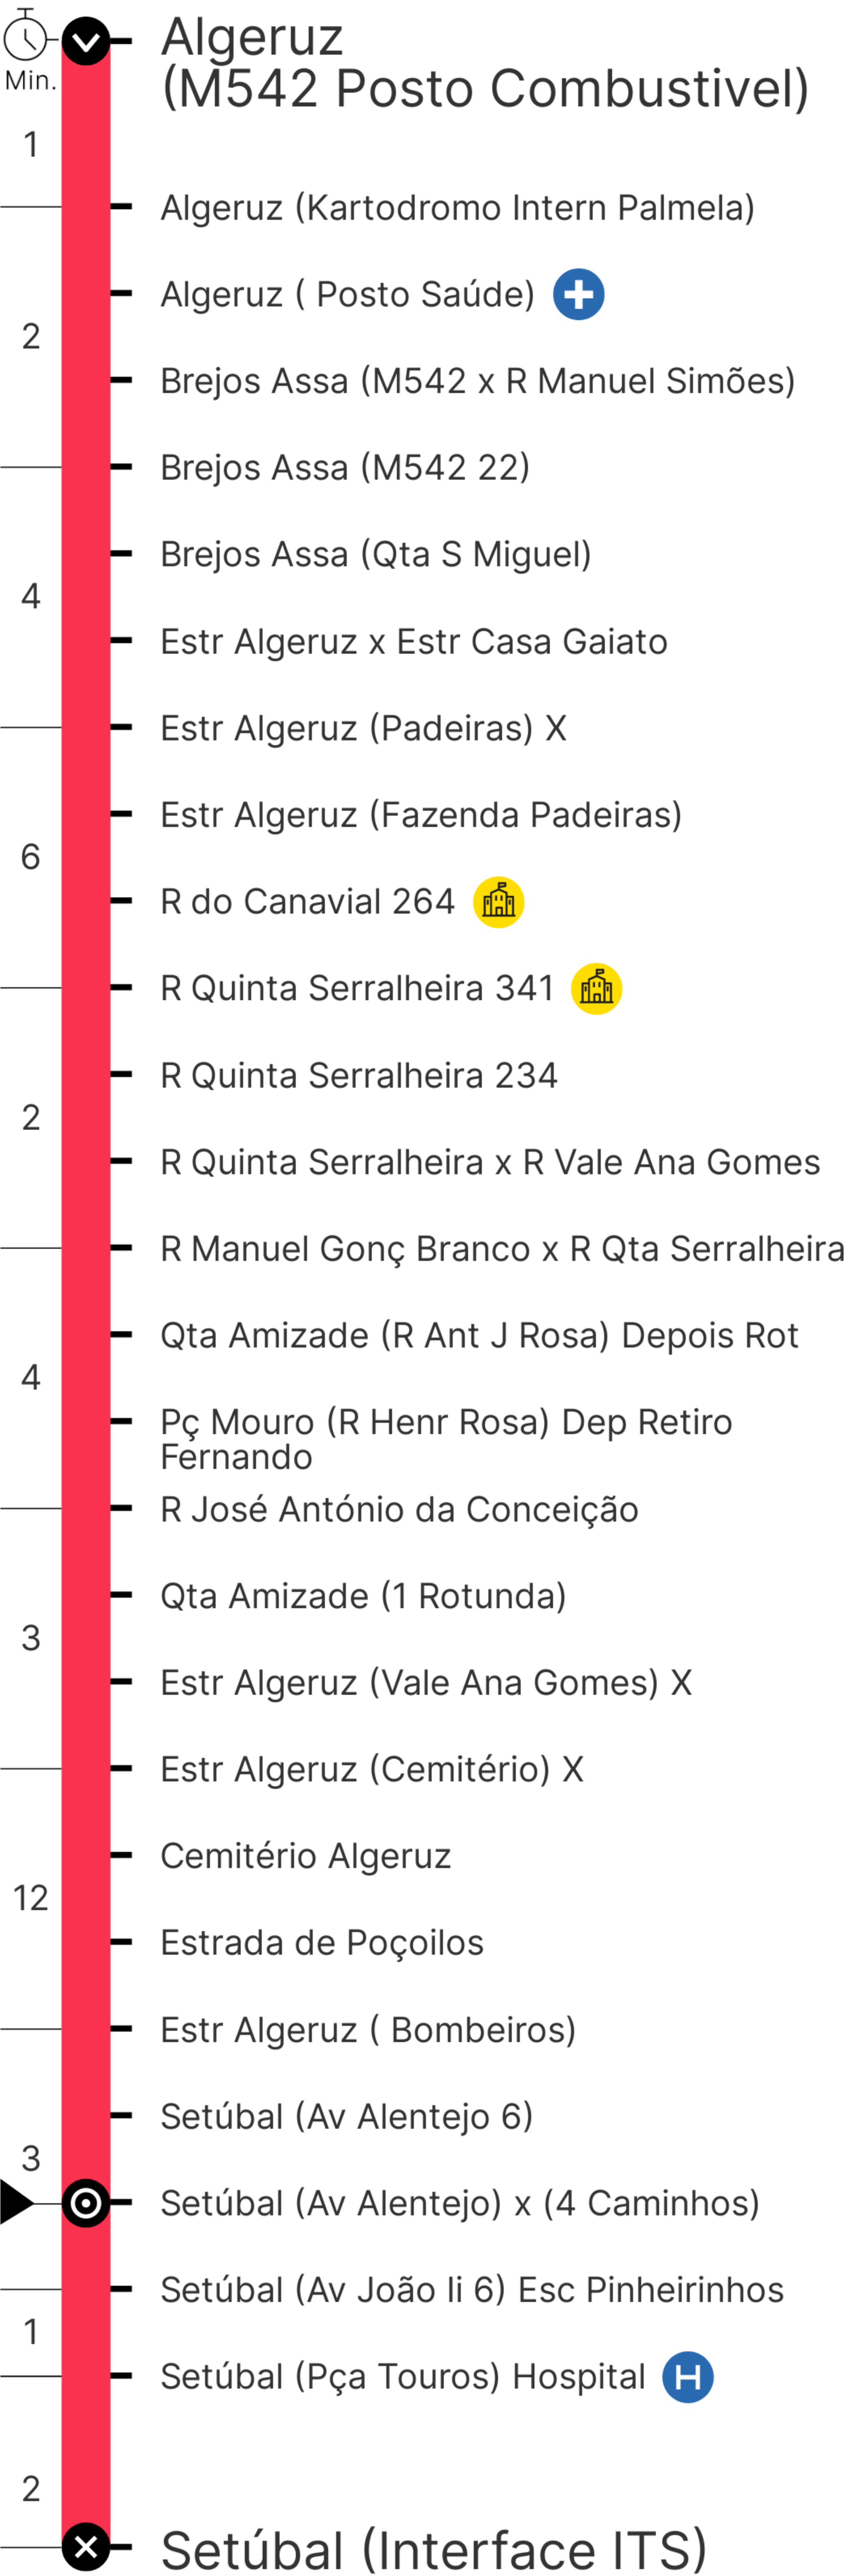 Algeruz
(M542 Posto Combustivel)
Min.
1
Algeruz (Kartodromo Intern Palmela)
Algeruz ( Posto Saúde)
2
Brejos Assa (M542 x R Manuel Simões)
Brejos Assa (M542 22)
Brejos Assa (Qta S Miguel)
4
Estr Algeruz x Estr Casa Gaiato
Estr Algeruz (Padeiras) X
Estr Algeruz (Fazenda Padeiras)
6
R do Canavial 264
R Quinta Serralheira 341
R Quinta Serralheira 234
2
R Quinta Serralheira x R Vale Ana Gomes
R Manuel Gonç Branco x R Qta Serralheira
Qta Amizade (R Ant J Rosa) Depois Rot
4
Pç Mouro (R Henr Rosa) Dep Retiro
Fernando
R José António da Conceição
Qta Amizade (1 Rotunda)
3
Estr Algeruz (Vale Ana Gomes) X
Estr Algeruz (Cemitério) X
Cemitério Algeruz
12
Estrada de Poçoilos
Estr Algeruz ( Bombeiros)
Setúbal (Av Alentejo 6)
3
Setúbal (Av Alentejo) x (4 Caminhos)
Setúbal (Av João Ii 6) Esc Pinheirinhos
1
Setúbal (Pça Touros) Hospital H
2
Setúbal (Interface ITS)